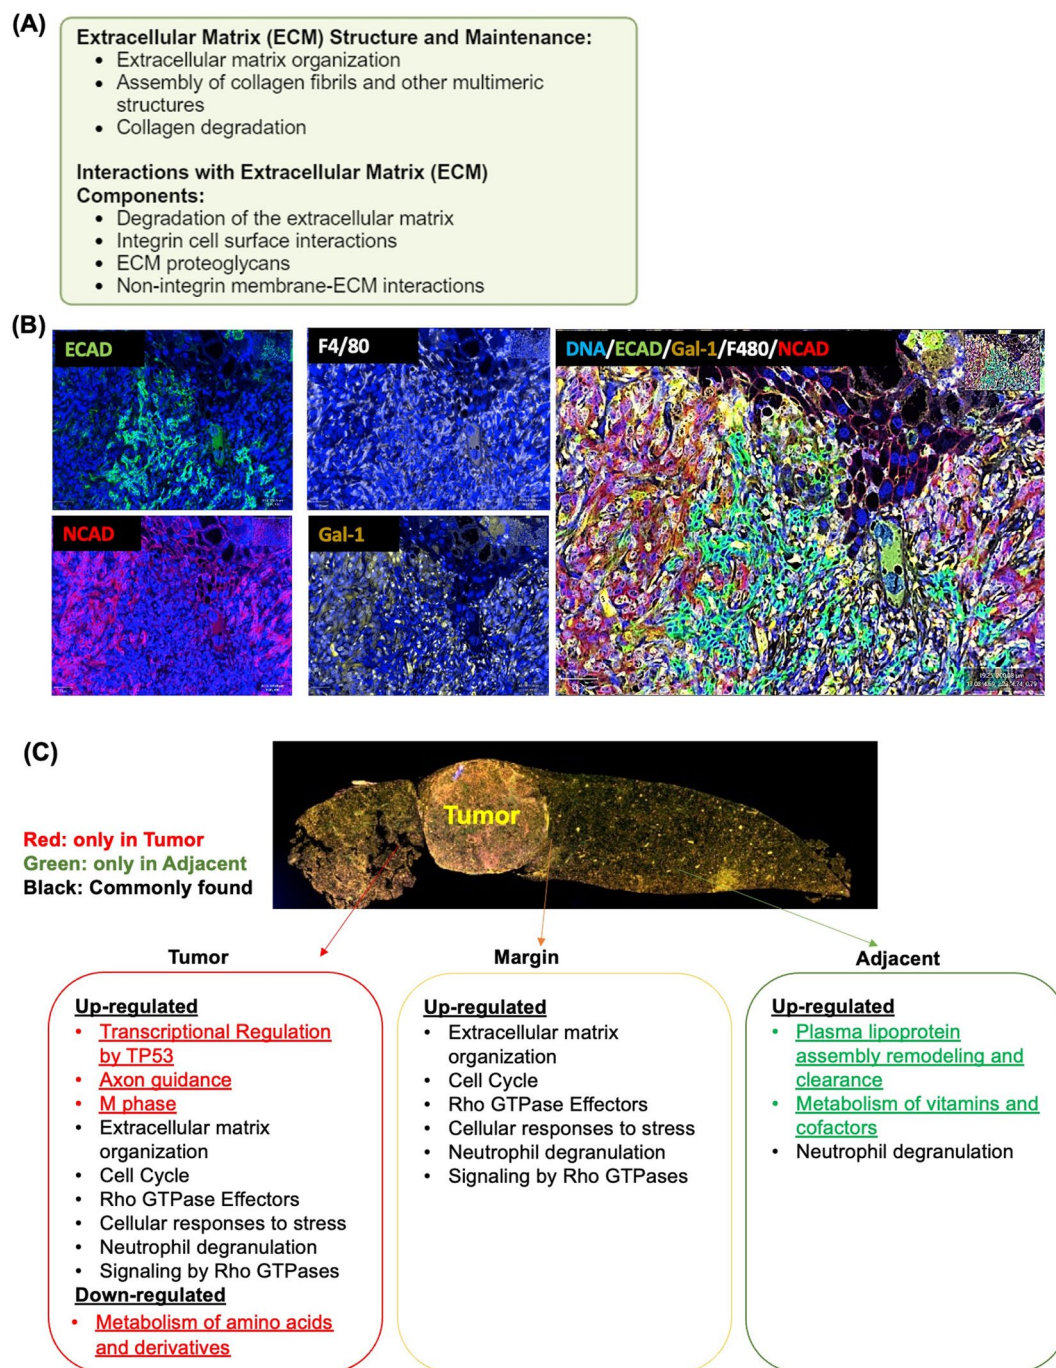 (A)
Extracellular Matrix (ECM) Structure and Maintenance:
• Extracellular matrix organization
• Assembly of collagen fibrils and other multimeric
structures
• Collagen degradation
Interactions with Extracellular Matrix (ECM)
Components:
• Degradation of the extracellular matrix
• Integrin cell surface interactions
• ECM proteoglycans
• Non-integrin membrane-ECM interactions
(B)
ECAD
F4/80
DNA/ECAD/Gal-1/F480/NCAD
NCAD
Gal-1
(C)
Tumor
Red: only in Tumor
Green: only in Adjacent
Black: Commonly found
Tumor
Up-regulated
• Transcriptional Regulation
by TP53
• Axon guidance
• M phase
• Extracellular matrix
organization
• Cell Cycle
• Rho GTPase Effectors
• Cellular responses to stress
• Neutrophil degranulation
• Signaling by Rho GTPases
Down-regulated
• Metabolism of amino acids
and derivatives
Margin
Up-regulated
• Extracellular matrix
organization
• Cell Cycle
• Rho GTPase Effectors
• Cellular responses to stress
• Neutrophil degranulation
• Signaling by Rho GTPases
Adjacent
Up-regulated
• Plasma lipoprotein
assembly remodeling and
clearance
• Metabolism of vitamins and
cofactors
• Neutrophil degranulation